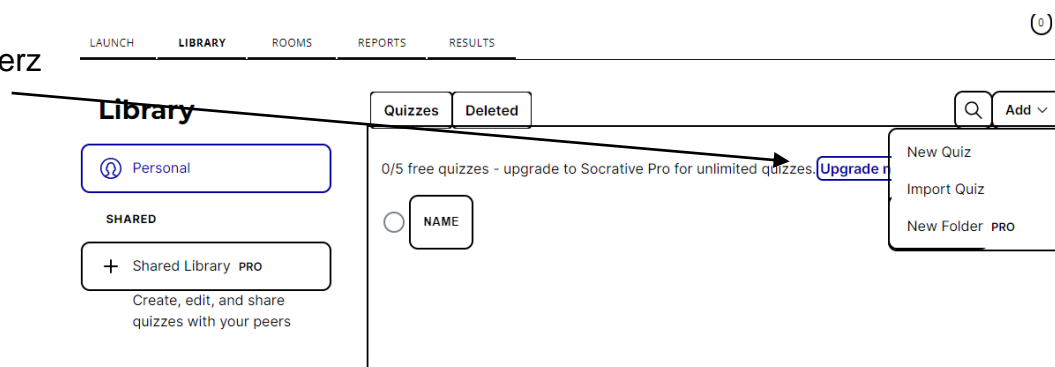 0
LAUNCH LIBRARY ROOMS REPORTS RESULTS
erz
Library
Quizzes Deleted
Add
Personal
0/5 free quizzes - upgrade to Socrative Pro for unlimited quizzes. Upgrade
New Quiz
Import Quiz
New Folder PRO
SHARED
NAME
+ Shared Library PRO
Create, edit, and share
quizzes with your peers